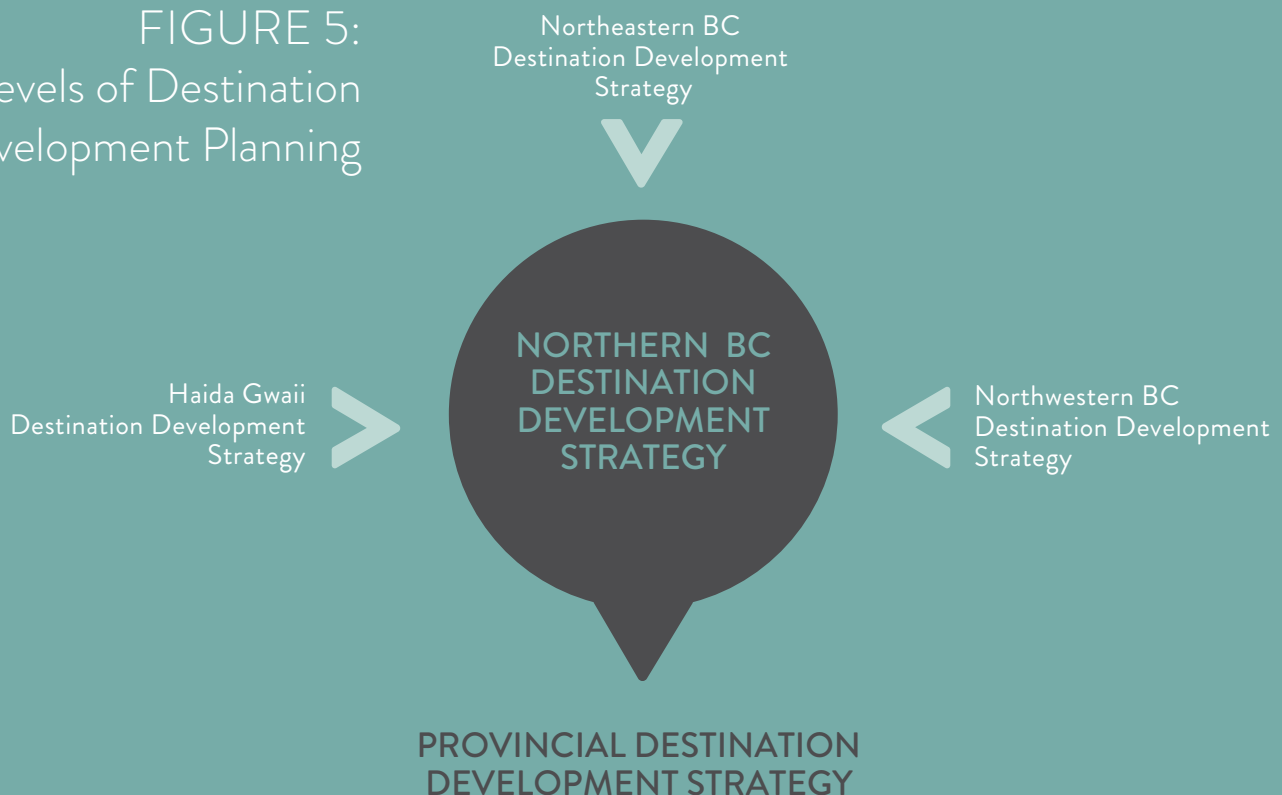 FIGURE 5:
evels of Destination
velopment Planning
Northeastern BC
Destination Development
Strategy
NORTHERN BC
DESTINATION
DEVELOPMENT
STRATEGY
Haida Gwaii
Destination Development
Strategy
Northwestern BC
Destination Development
Strategy
PROVINCIAL DESTINATION
DEVELOPMENT STRATEGY